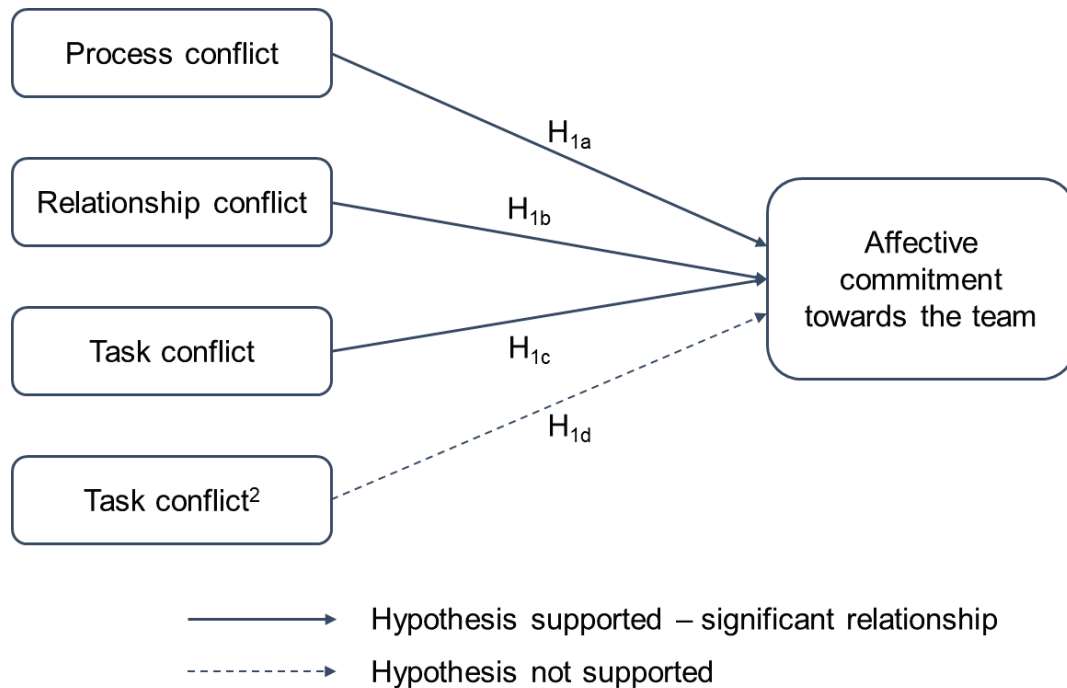 Process conflict
H₁ₐ
Relationship conflict
H₁b
Affective
commitment
towards the team
Task conflict
H₁c
H₁d
Task conflict²
Hypothesis supported – significant relationship
Hypothesis not supported